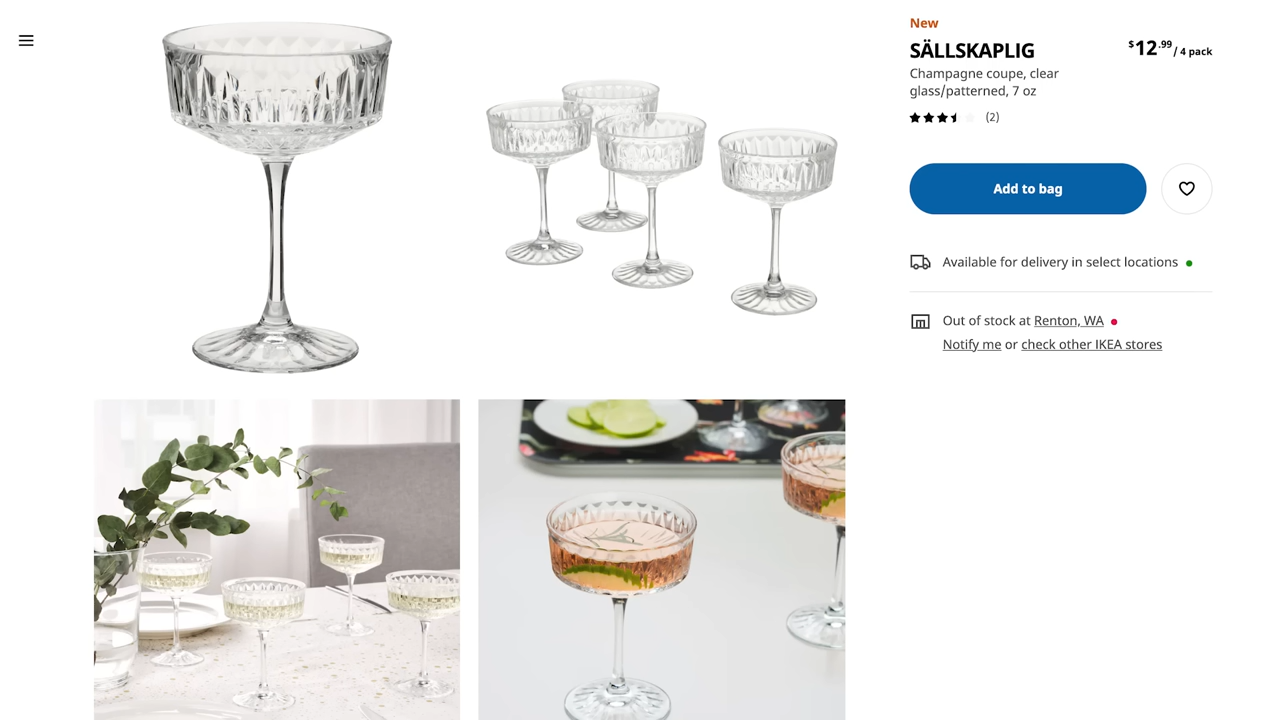 New
SÄLLSKAPLIG
$12.99/ 4 pack
Champagne coupe, clear
glass/patterned, 7 oz
(2)
Add to bag
Available for delivery in select locations
Out of stock at Renton, WA
Notify me or check other IKEA stores